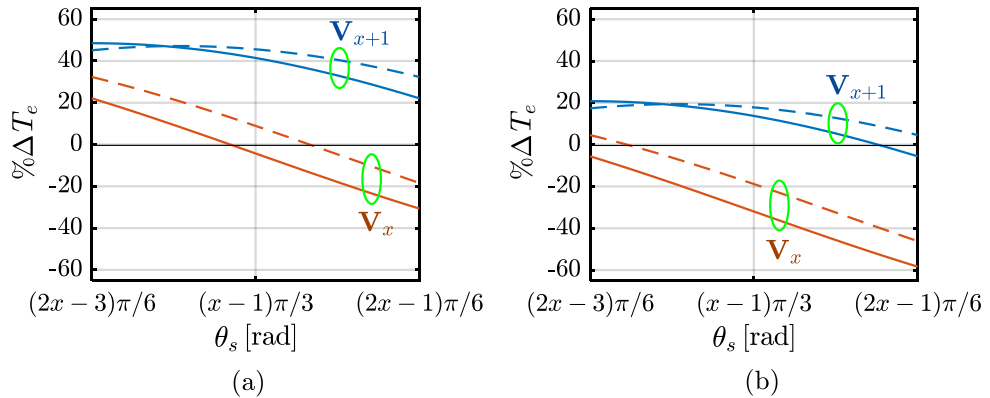 60
40
20
0
-20
-40
-60
%ΔT_e
V_{x+1}
V_x
(2x − 3)π/6
(x − 1)π/3
(2x − 1)π/6
θ_s [rad]
(a)
60
40
20
0
-20
-40
-60
%ΔT_e
V_{x+1}
V_x
(2x − 3)π/6
(x − 1)π/3
(2x − 1)π/6
θ_s [rad]
(b)